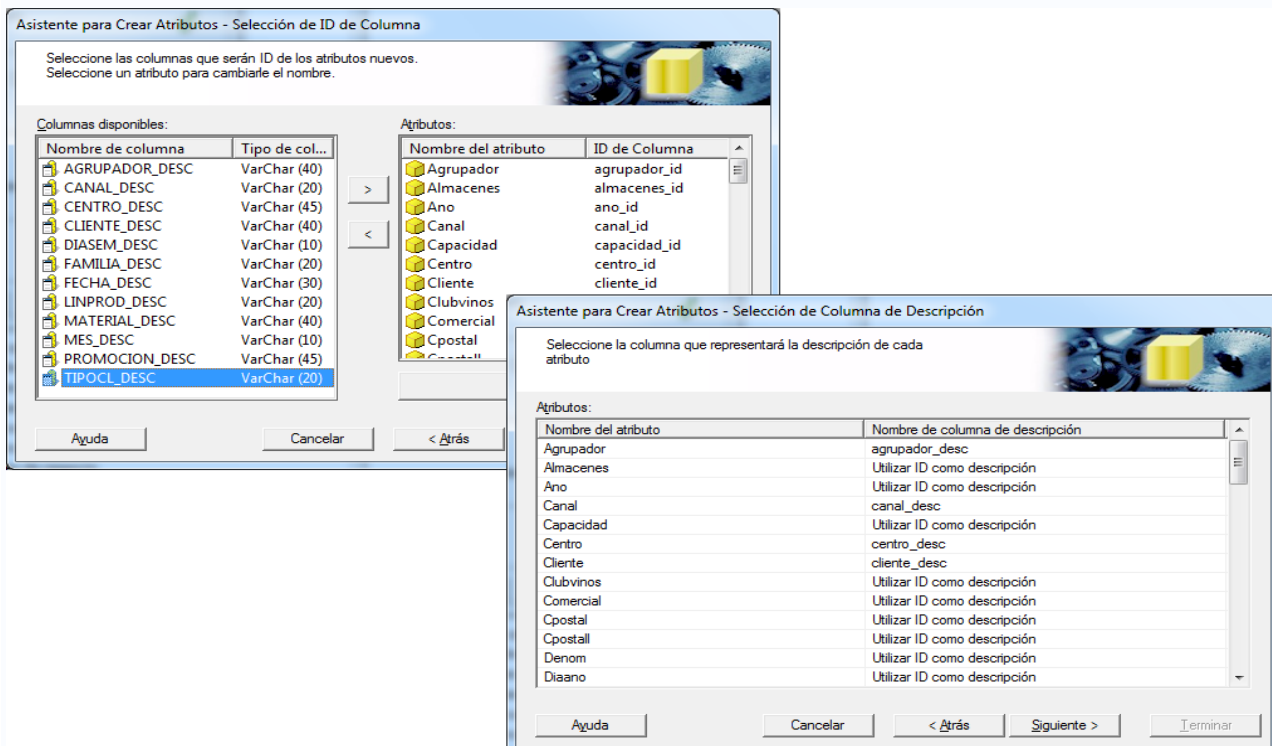 Asistente para Crear Atributos - Selección de ID de Columna
Seleccione las columnas que serán ID de los atributos nuevos.
Seleccione un atributo para cambiarle el nombre.
Columnas disponibles:
Nombre de columna Tipo de col...
AGRUPADOR_DESC VarChar (40)
CANAL_DESC VarChar (20)
CENTRO_DESC VarChar (45)
CLIENTE_DESC VarChar (40)
DIASEM_DESC VarChar (10)
FAMILIA_DESC VarChar (20)
FECHA_DESC VarChar (30)
LINPROD_DESC VarChar (20)
MATERIAL_DESC VarChar (40)
MES_DESC VarChar (10)
PROMOCION_DESC VarChar (45)
TIPOCL_DESC VarChar (20)
>
<
Atributos:
Nombre del atributo ID de Columna
Agrupador agrupador_id
Almacenes almacenes_id
Ano ano_id
Canal canal_id
Capacidad capacidad_id
Centro centro_id
Cliente cliente_id
Clubvinos
Comercial
Cpostal
Ayuda Cancelar < Atrás
Asistente para Crear Atributos - Selección de Columna de Descripción
Seleccione la columna que representará la descripción de cada
atributo
Atributos:
Nombre del atributo Nombre de columna de descripción
Agrupador agrupador_desc
Almacenes Utilizar ID como descripción
Ano Utilizar ID como descripción
Canal canal_desc
Capacidad Utilizar ID como descripción
Centro centro_desc
Cliente cliente_desc
Clubvinos Utilizar ID como descripción
Comercial Utilizar ID como descripción
Cpostal Utilizar ID como descripción
Cpostall Utilizar ID como descripción
Denom Utilizar ID como descripción
Diaano Utilizar ID como descripción
Ayuda Cancelar < Atrás Siguiente > Terminar